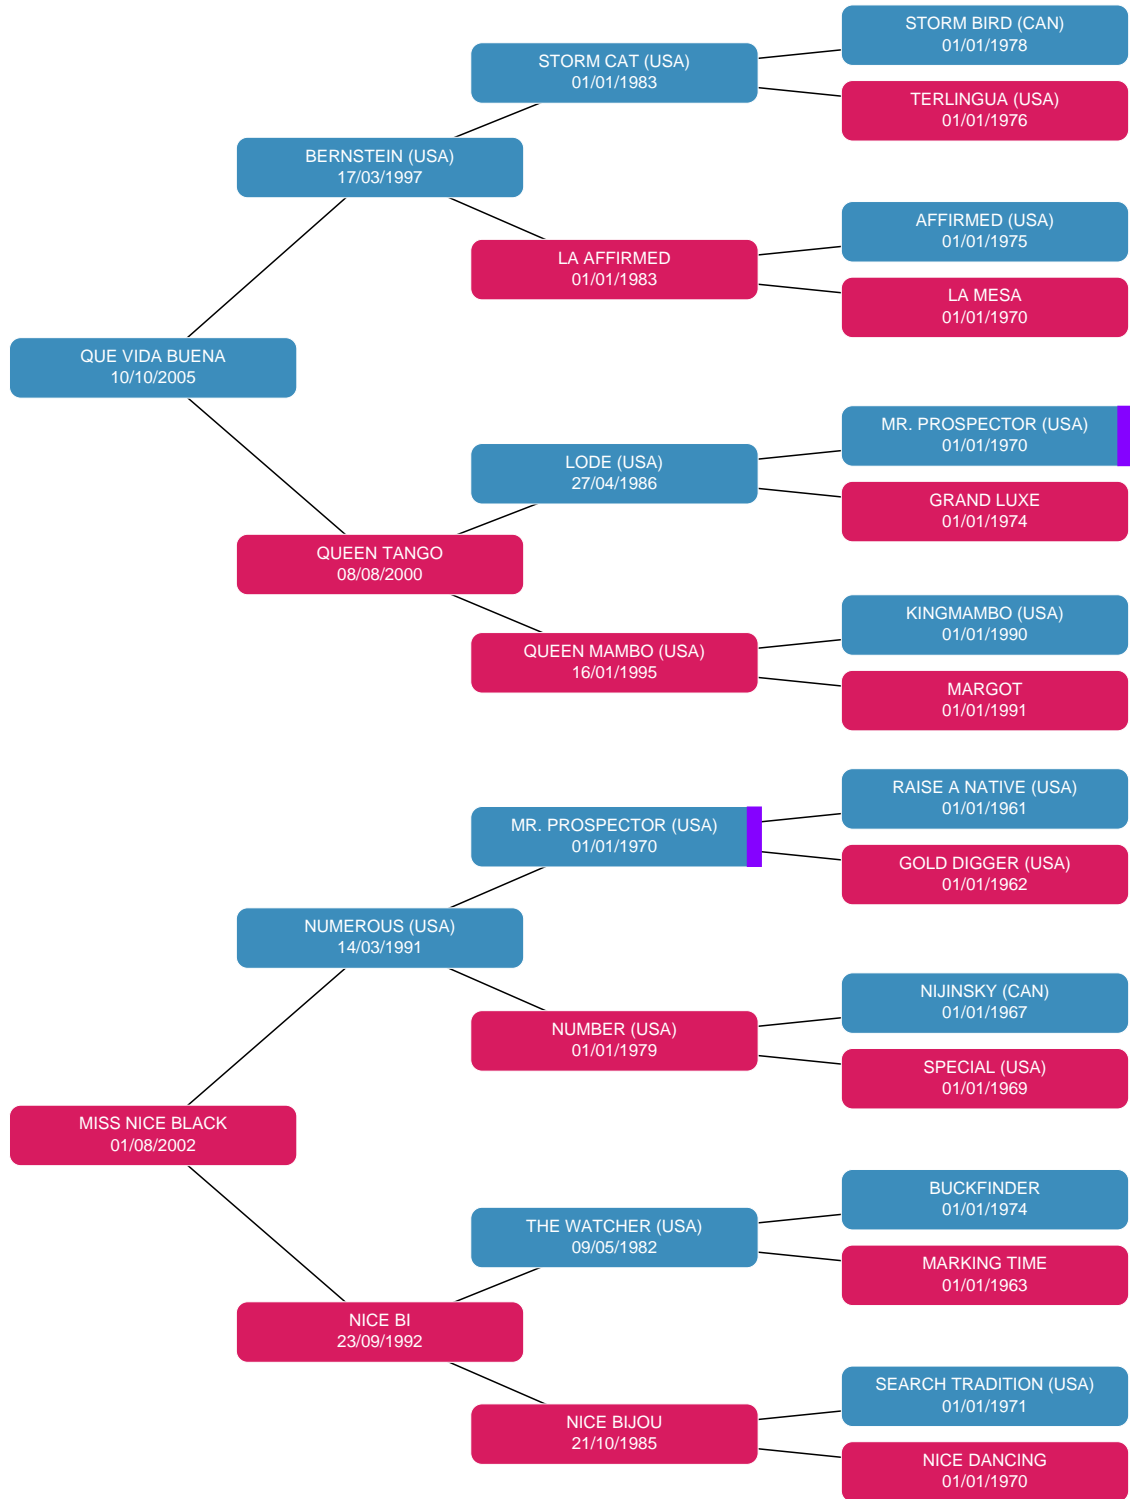 STORM BIRD (CAN)
01/01/1978
STORM CAT (USA)
01/01/1983
TERLINGUA (USA)
01/01/1976
BERNSTEIN (USA)
17/03/1997
AFFIRMED (USA)
01/01/1975
LA AFFIRMED
01/01/1983
LA MESA
01/01/1970
QUE VIDA BUENA
10/10/2005
MR. PROSPECTOR (USA)
01/01/1970
LODE (USA)
27/04/1986
GRAND LUXE
01/01/1974
QUEEN TANGO
08/08/2000
KINGMAMBO (USA)
01/01/1990
QUEEN MAMBO (USA)
16/01/1995
MARGOT
01/01/1991
RAISE A NATIVE (USA)
01/01/1961
MR. PROSPECTOR (USA)
01/01/1970
GOLD DIGGER (USA)
01/01/1962
NUMEROUS (USA)
14/03/1991
NIJINSKY (CAN)
01/01/1967
NUMBER (USA)
01/01/1979
SPECIAL (USA)
01/01/1969
MISS NICE BLACK
01/08/2002
BUCKFINDER
01/01/1974
THE WATCHER (USA)
09/05/1982
MARKING TIME
01/01/1963
NICE BI
23/09/1992
SEARCH TRADITION (USA)
01/01/1971
NICE BIJOU
21/10/1985
NICE DANCING
01/01/1970